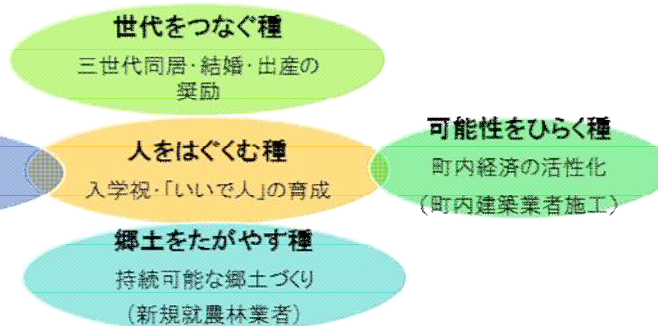 世代をつなぐ種
三世代同居・結婚・出産の
奨励
人をはぐくむ種
入学祝・「いいで人」の育成
可能性をひらく種
町内経済の活性化
（町内建築業者施工）
郷土をたがやす種
持続可能な郷土づくり
（新規就農林業者）